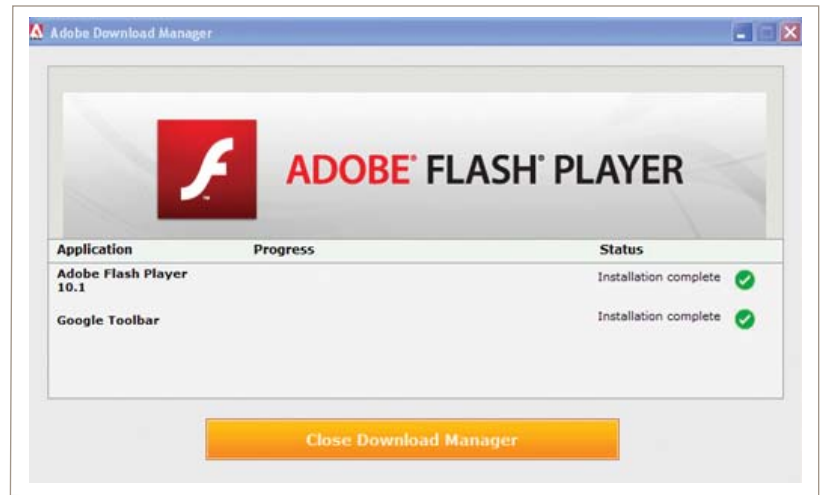 Adobe Download Manager
ADOBE® FLASH® PLAYER
Application Progress Status
Adobe Flash Player
10.1
Installation complete
Google Toolbar
Installation complete
Close Download Manager